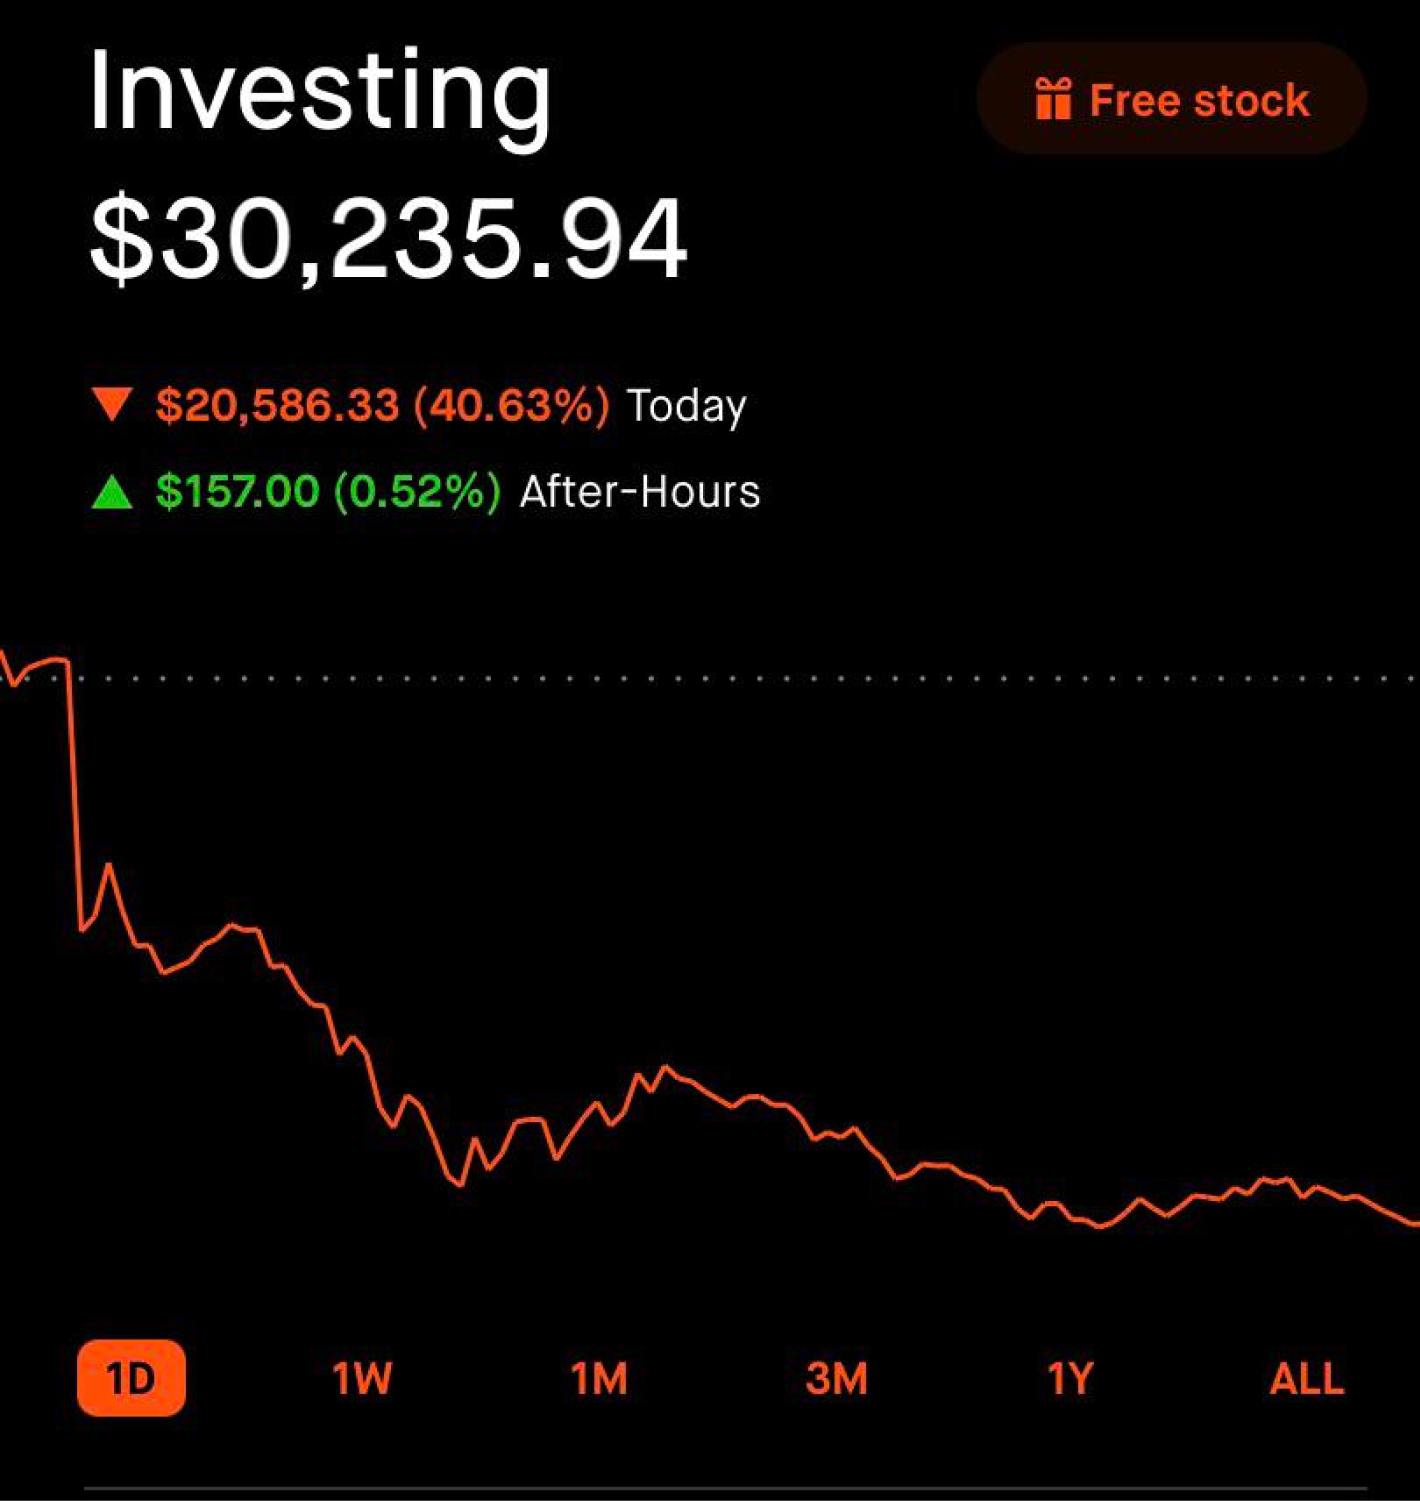 Investing
Free stock
$30,235.94
$20,586.33 (40.63%) Today
$157.00 (0.52%) After-Hours
1D 1W 1M 3M 1Y ALL